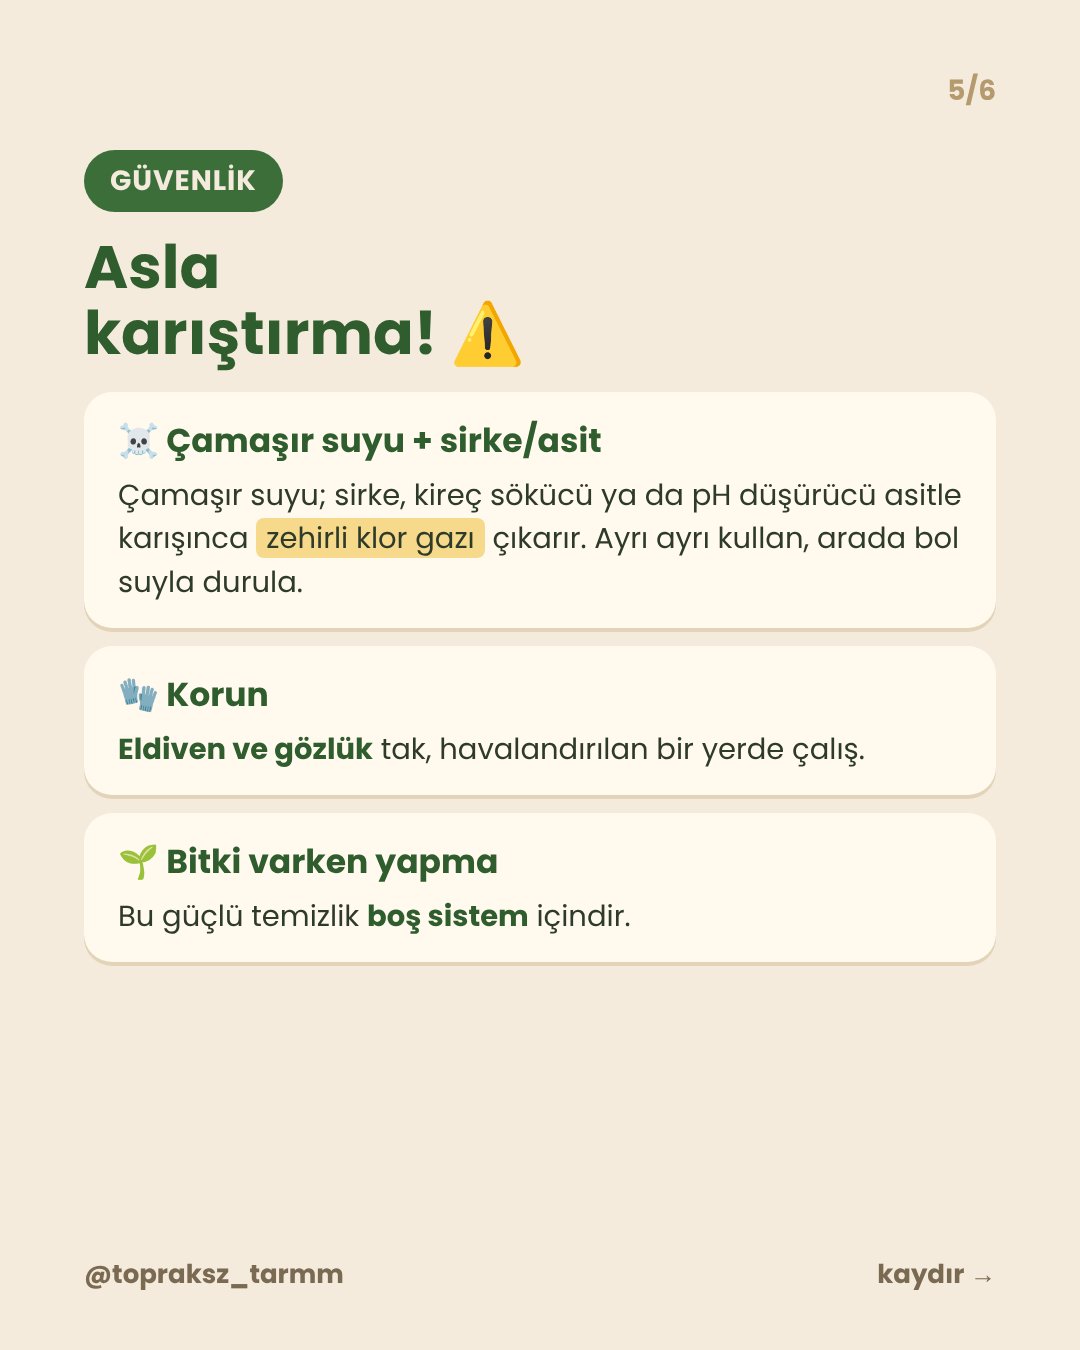 5/6
GÜVENLİK
Asla
karıştırma! ⚠️
☠️ Çamaşır suyu + sirke/asit
Çamaşır suyu; sirke, kireç sökücü ya da pH düşürücü asitle
karışınca zehirli klor gazı çıkarır. Ayrı ayrı kullan, arada bol
suyla durula.
🧤 Korun
Eldiven ve gözlük tak, havalandırılan bir yerde çalış.
🌱 Bitki varken yapma
Bu güçlü temizlik boş sistem içindir.
@topraksz_tarmm
kaydır →